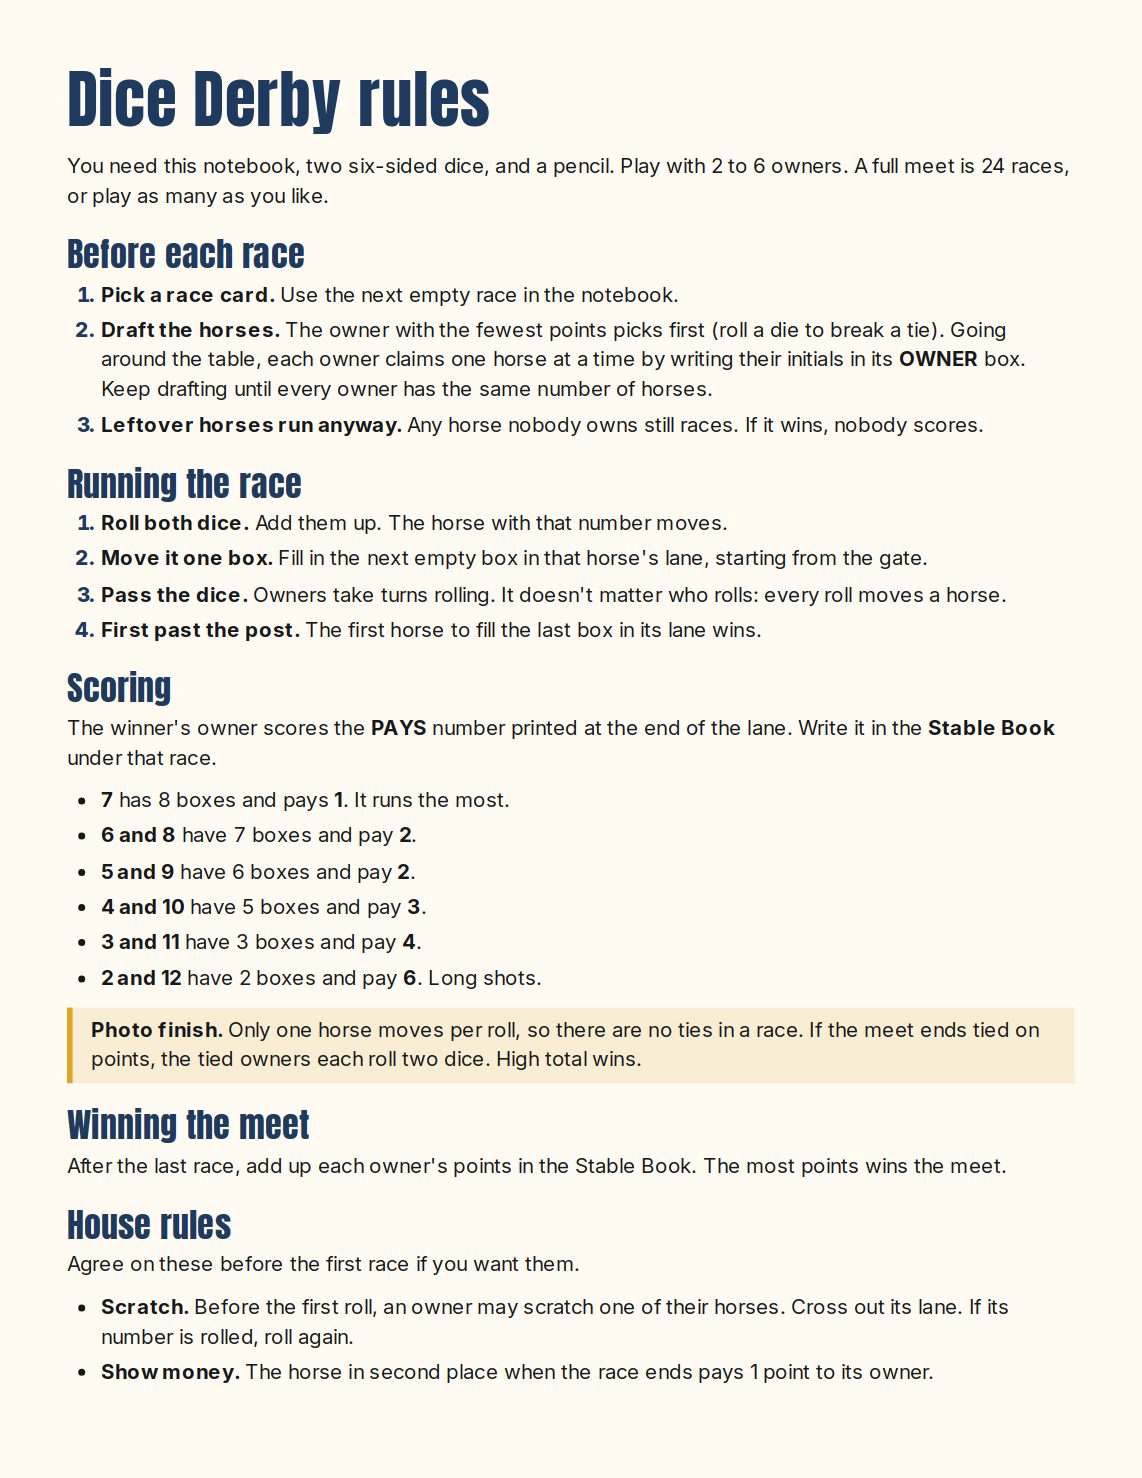 Dice Derby rules
You need this notebook, two six-sided dice, and a pencil. Play with 2 to 6 owners. A full meet is 24 races,
or play as many as you like.
Before each race
1. Pick a race card. Use the next empty race in the notebook.
2. Draft the horses. The owner with the fewest points picks first (roll a die to break a tie). Going
around the table, each owner claims one horse at a time by writing their initials in its OWNER box.
Keep drafting until every owner has the same number of horses.
3. Leftover horses run anyway. Any horse nobody owns still races. If it wins, nobody scores.
Running the race
1. Roll both dice. Add them up. The horse with that number moves.
2. Move it one box. Fill in the next empty box in that horse's lane, starting from the gate.
3. Pass the dice. Owners take turns rolling. It doesn't matter who rolls: every roll moves a horse.
4. First past the post. The first horse to fill the last box in its lane wins.
Scoring
The winner's owner scores the PAYS number printed at the end of the lane. Write it in the Stable Book
under that race.
• 7 has 8 boxes and pays 1. It runs the most.
• 6 and 8 have 7 boxes and pay 2.
• 5 and 9 have 6 boxes and pay 2.
• 4 and 10 have 5 boxes and pay 3.
• 3 and 11 have 3 boxes and pay 4.
• 2 and 12 have 2 boxes and pay 6. Long shots.
Photo finish. Only one horse moves per roll, so there are no ties in a race. If the meet ends tied on
points, the tied owners each roll two dice. High total wins.
Winning the meet
After the last race, add up each owner's points in the Stable Book. The most points wins the meet.
House rules
Agree on these before the first race if you want them.
• Scratch. Before the first roll, an owner may scratch one of their horses. Cross out its lane. If its
number is rolled, roll again.
• Show money. The horse in second place when the race ends pays 1 point to its owner.